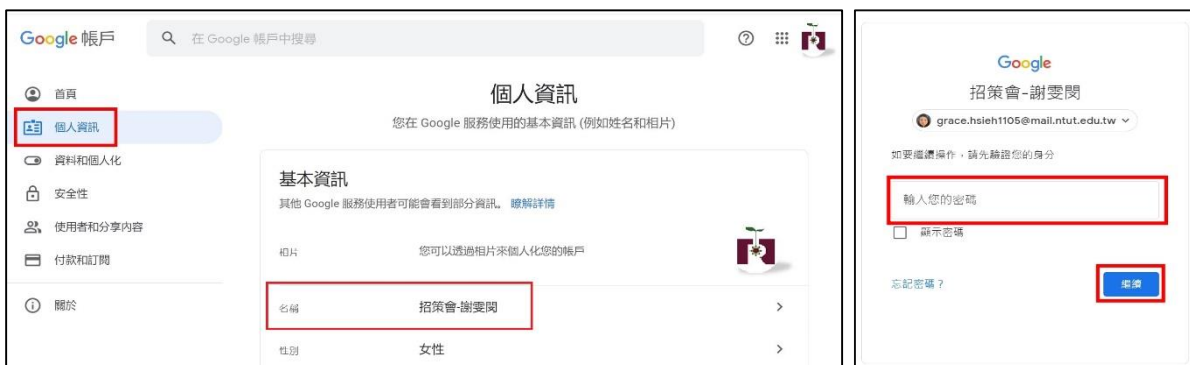 Google 帳戶
在 Google 帳戶中搜尋
首頁
個人資訊
資料和個人化
安全性
使用者和分享內容
付款和訂閱
關於
個人資訊
您在 Google 服務使用的基本資訊 (例如姓名和相片)
基本資訊
其他 Google 服務使用者可能會看到部分資訊。 瞭解詳情
相片 您可以透過相片來個人化您的帳戶
名稱 招策會-謝雯閔
性別 女性
R
R
Google
招策會-謝雯閔
grace.hsieh1105@mail.ntut.edu.tw
如要繼續操作，請先驗證您的身分
輸入您的密碼
顯示密碼
忘記密碼？ 繼續